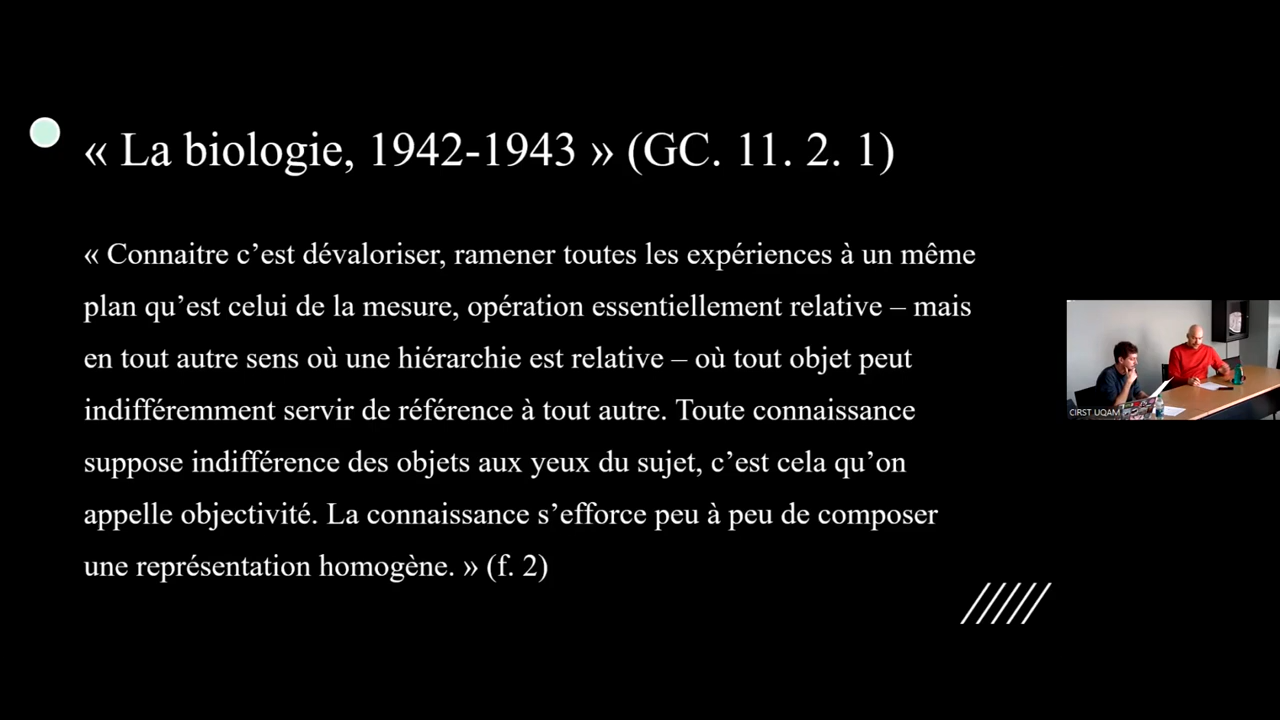 « La biologie, 1942-1943 » (GC. 11. 2. 1)
« Connaitre c’est dévaloriser, ramener toutes les expériences à un même
plan qu’est celui de la mesure, opération essentiellement relative – mais
en tout autre sens où une hiérarchie est relative – où tout objet peut
indifféremment servir de référence à tout autre. Toute connaissance
suppose indifférence des objets aux yeux du sujet, c’est cela qu’on
appelle objectivité. La connaissance s’efforce peu à peu de composer
une représentation homogène. » (f. 2)
CIRST UQAM